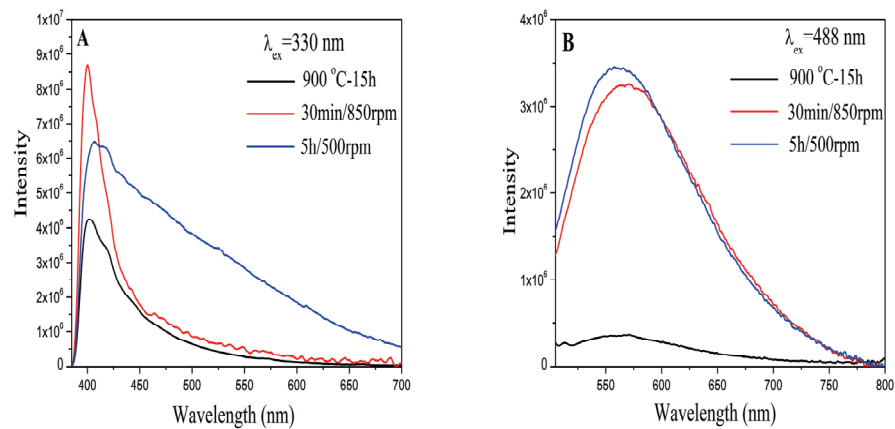 A
λex=330 nm
900 °C-15h
30min/850rpm
5h/500rpm
1x10⁷
9x10⁶
8x10⁶
7x10⁶
6x10⁶
5x10⁶
4x10⁶
3x10⁶
2x10⁶
1x10⁶
0
Intensity
400 450 500 550 600 650 700
Wavelength (nm)
B
λex=488 nm
900 °C-15h
30min/850rpm
5h/500rpm
4x10⁶
3x10⁶
2x10⁶
1x10⁶
0
Intensity
550 600 650 700 750 800
Wavelength (nm)